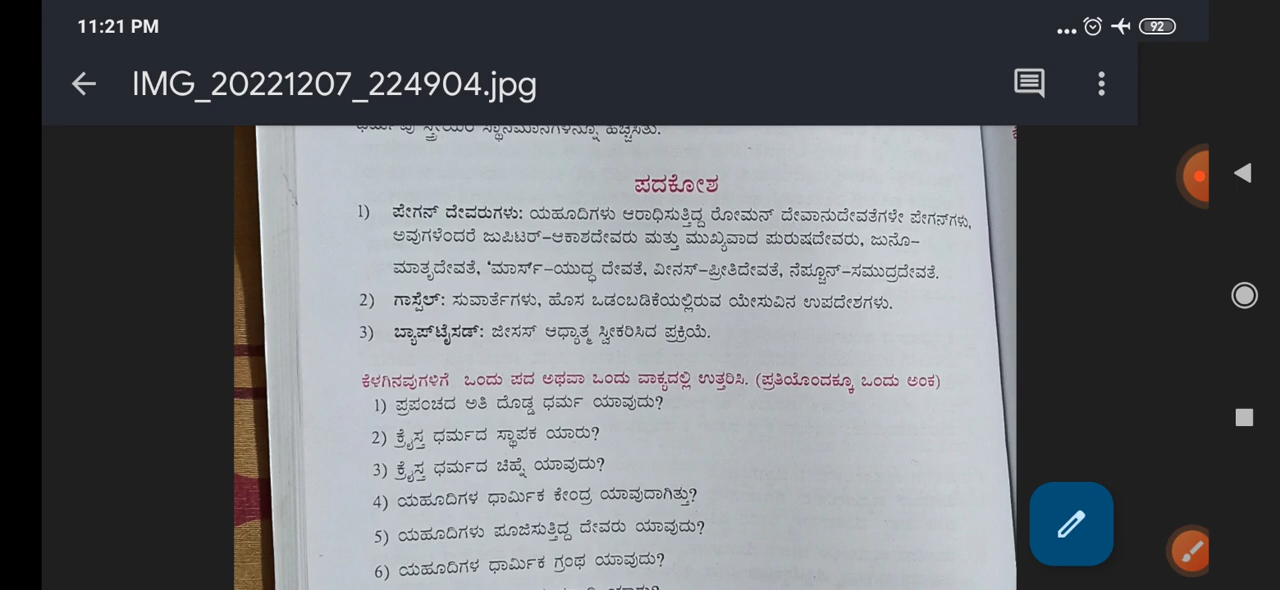 11:21 PM
92
IMG_20221207_224904.jpg
ಪದಕೋಶ
1) ಪೇಗನ್ ದೇವರುಗಳು: ಯಹೂದಿಗಳು ಆರಾಧಿಸುತ್ತಿದ್ದ ರೋಮನ್ ದೇವಾನುದೇವತೆಗಳೇ ಪೇಗನ್‌ಗಳು,
ಅವುಗಳೆಂದರೆ ಜುಪಿಟರ್-ಆಕಾಶದೇವರು ಮತ್ತು ಮುಖ್ಯವಾದ ಪುರುಷದೇವರು, ಜುನೊ-
ಮಾತೃದೇವತೆ, 'ಮಾರ್ಸ್-ಯುದ್ಧ ದೇವತೆ, ವೀನಸ್-ಪ್ರೀತಿದೇವತೆ, ನೆಪ್ಚೂನ್-ಸಮುದ್ರದೇವತೆ.
2) ಗಾಸ್ಪೆಲ್: ಸುವಾರ್ತೆಗಳು, ಹೊಸ ಒಡಂಬಡಿಕೆಯಲ್ಲಿರುವ ಯೇಸುವಿನ ಉಪದೇಶಗಳು.
3) ಬ್ಯಾಪ್‌ಟೈಸಡ್: ಜೀಸಸ್ ಆಧ್ಯಾತ್ಮ ಸ್ವೀಕರಿಸಿದ ಪ್ರಕ್ರಿಯೆ.
ಕೆಳಗಿನವುಗಳಿಗೆ ಒಂದು ಪದ ಅಥವಾ ಒಂದು ವಾಕ್ಯದಲ್ಲಿ ಉತ್ತರಿಸಿ. (ಪ್ರತಿಯೊಂದಕ್ಕೂ ಒಂದು ಅಂಕ)
1) ಪ್ರಪಂಚದ ಅತಿ ದೊಡ್ಡ ಧರ್ಮ ಯಾವುದು?
2) ಕ್ರೈಸ್ತ ಧರ್ಮದ ಸ್ಥಾಪಕ ಯಾರು?
3) ಕ್ರೈಸ್ತ ಧರ್ಮದ ಚಿಹ್ನೆ ಯಾವುದು?
4) ಯಹೂದಿಗಳ ಧಾರ್ಮಿಕ ಕೇಂದ್ರ ಯಾವುದಾಗಿತ್ತು?
5) ಯಹೂದಿಗಳು ಪೂಜಿಸುತ್ತಿದ್ದ ದೇವರು ಯಾವುದು?
6) ಯಹೂದಿಗಳ ಧಾರ್ಮಿಕ ಗ್ರಂಥ ಯಾವುದು?